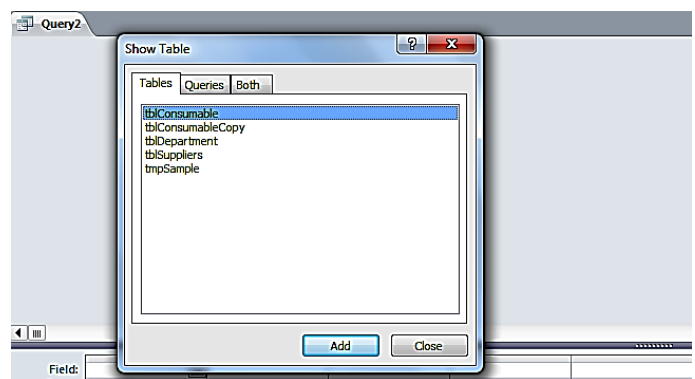 Query2
Show Table
Tables Queries Both
tblConsumable
tblConsumableCopy
tblDepartment
tblSuppliers
tmpSample
Add Close
Field: